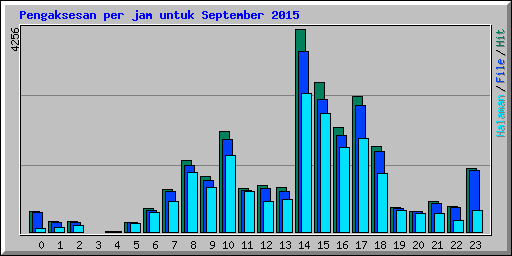 Pengaksesan per jam untuk September 2015
4256
Halaman/File/Hit
0 1 2 3 4 5 6 7 8 9 10 11 12 13 14 15 16 17 18 19 20 21 22 23